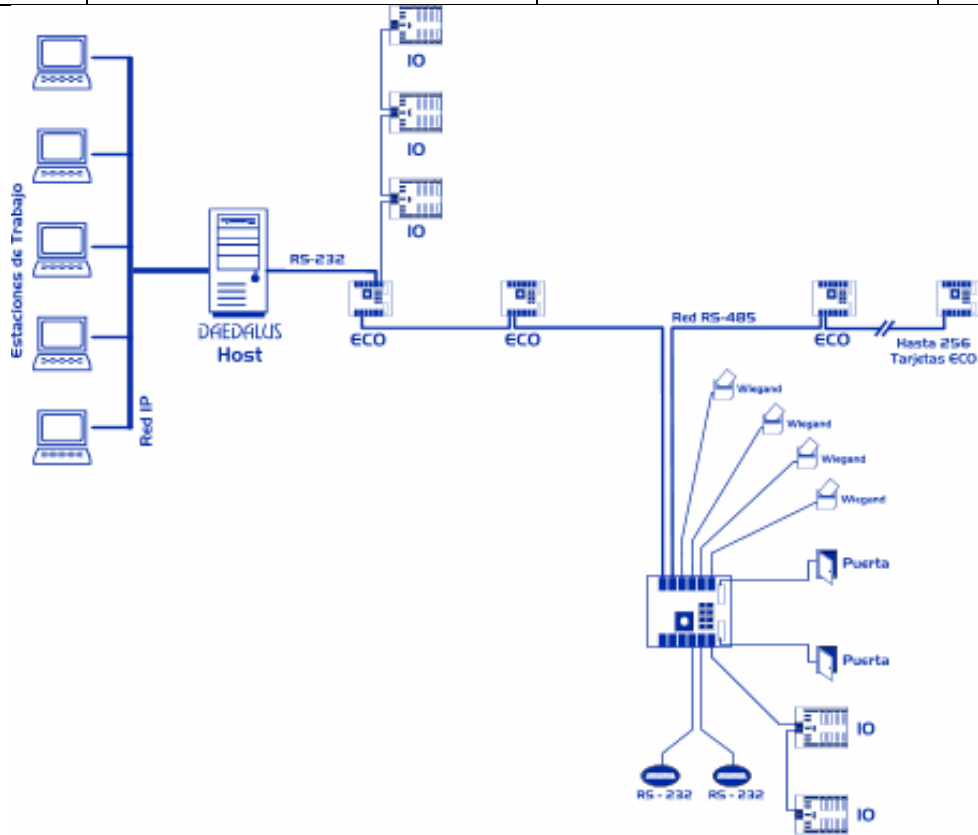 IO
IO
IO
Estaciones de Trabajo
Red IP
DAEDALUS
Host
RS-232
ECO
ECO
Red RS-485
ECO
Hasta 256
Tarjetas ECO
Wiegand
Wiegand
Wiegand
Wiegand
Puerta
Puerta
IO
IO
RS - 232
RS - 232